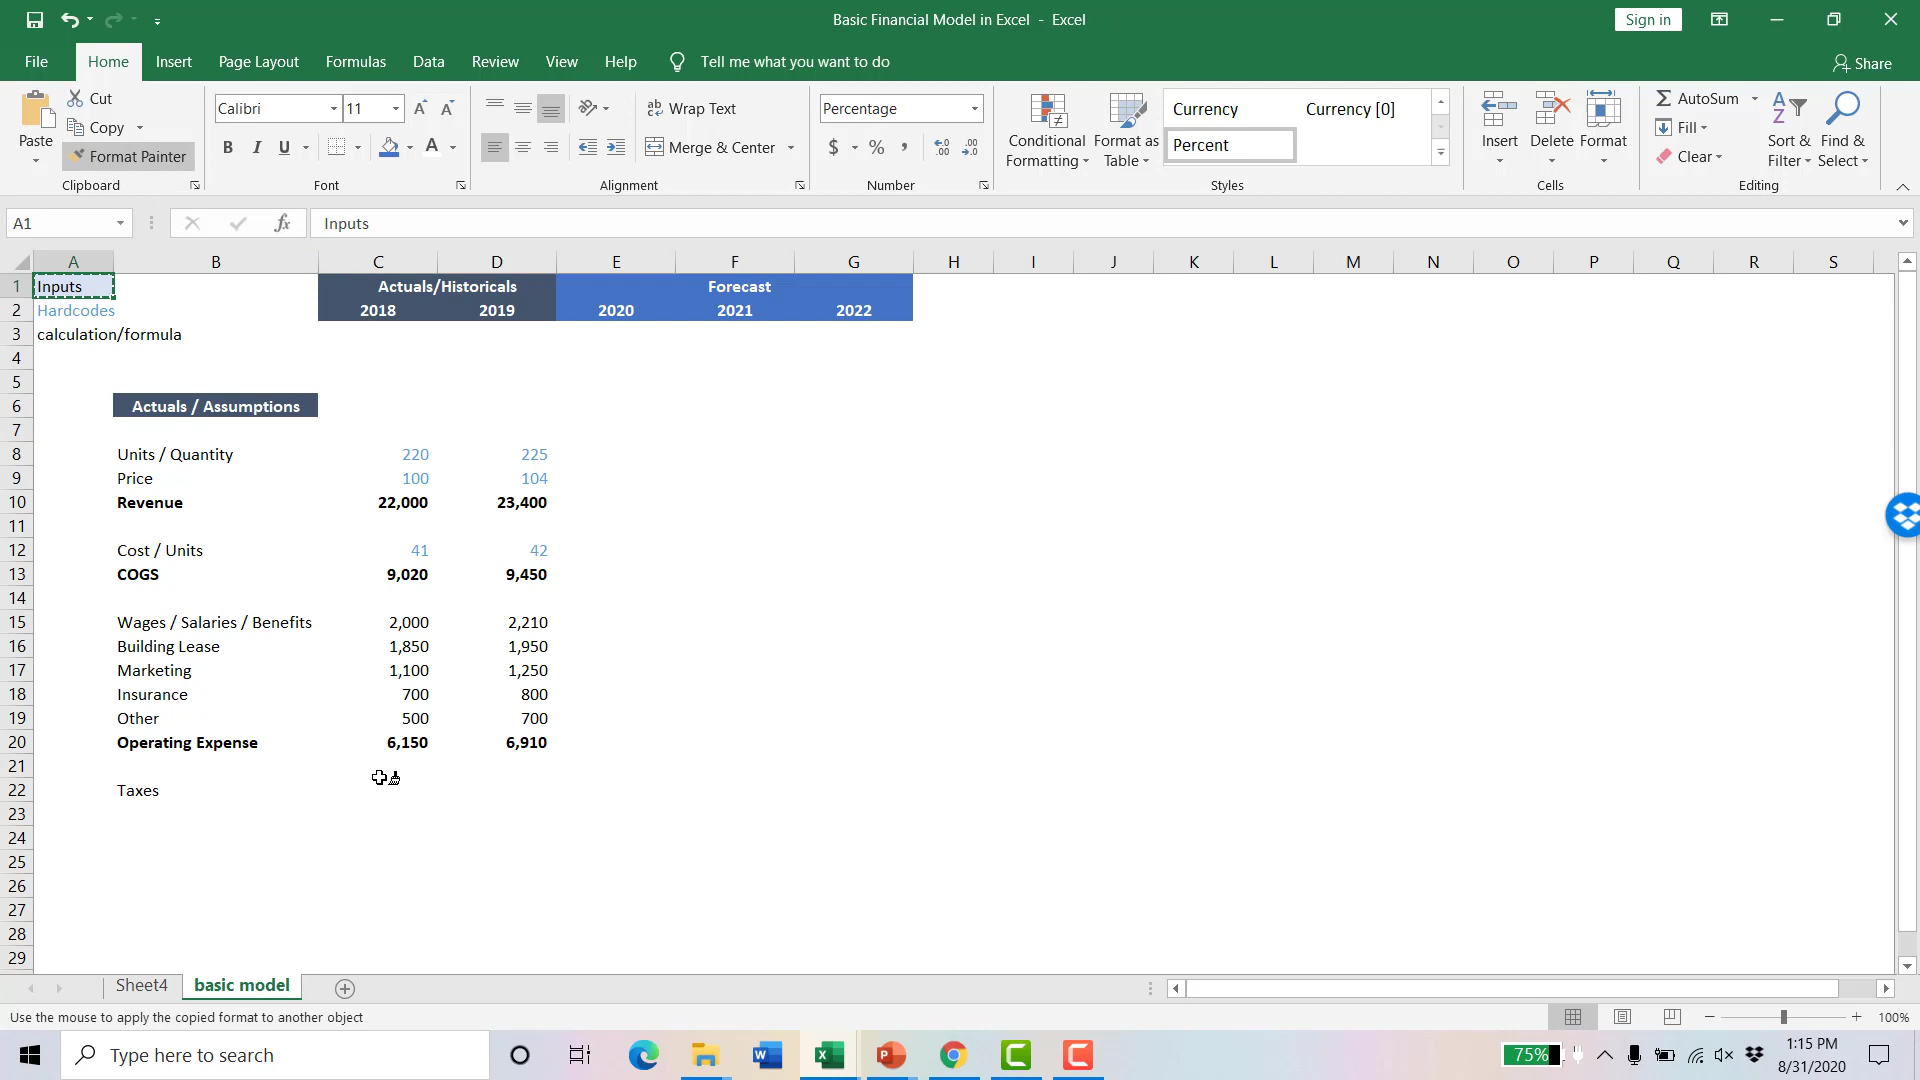 Basic Financial Model in Excel - Excel
Sign in
File Home Insert Page Layout Formulas Data Review View Help Tell me what you want to do Share
Paste
Cut
Copy
Format Painter
Clipboard
Calibri 11
B I U
Font
Wrap Text
Merge & Center
Alignment
Percentage
$ % ,
Number
Conditional Formatting
Format as Table
Currency Currency [0]
Percent
Styles
Insert Delete Format
Cells
AutoSum
Fill
Clear
Sort & Filter
Find & Select
Editing
A1 fx Inputs
A B C D E F G H I J K L M N O P Q R S
1 Inputs Actuals/Historicals Forecast
2 Hardcodes 2018 2019 2020 2021 2022
3 calculation/formula
4
5
6 Actuals / Assumptions
7
8 Units / Quantity 220 225
9 Price 100 104
10 Revenue 22,000 23,400
11
12 Cost / Units 41 42
13 COGS 9,020 9,450
14
15 Wages / Salaries / Benefits 2,000 2,210
16 Building Lease 1,850 1,950
17 Marketing 1,100 1,250
18 Insurance 700 800
19 Other 500 700
20 Operating Expense 6,150 6,910
21
22 Taxes
23
24
25
26
27
28
29
Sheet4 basic model
Use the mouse to apply the copied format to another object
100%
Type here to search
75%
1:15 PM
8/31/2020